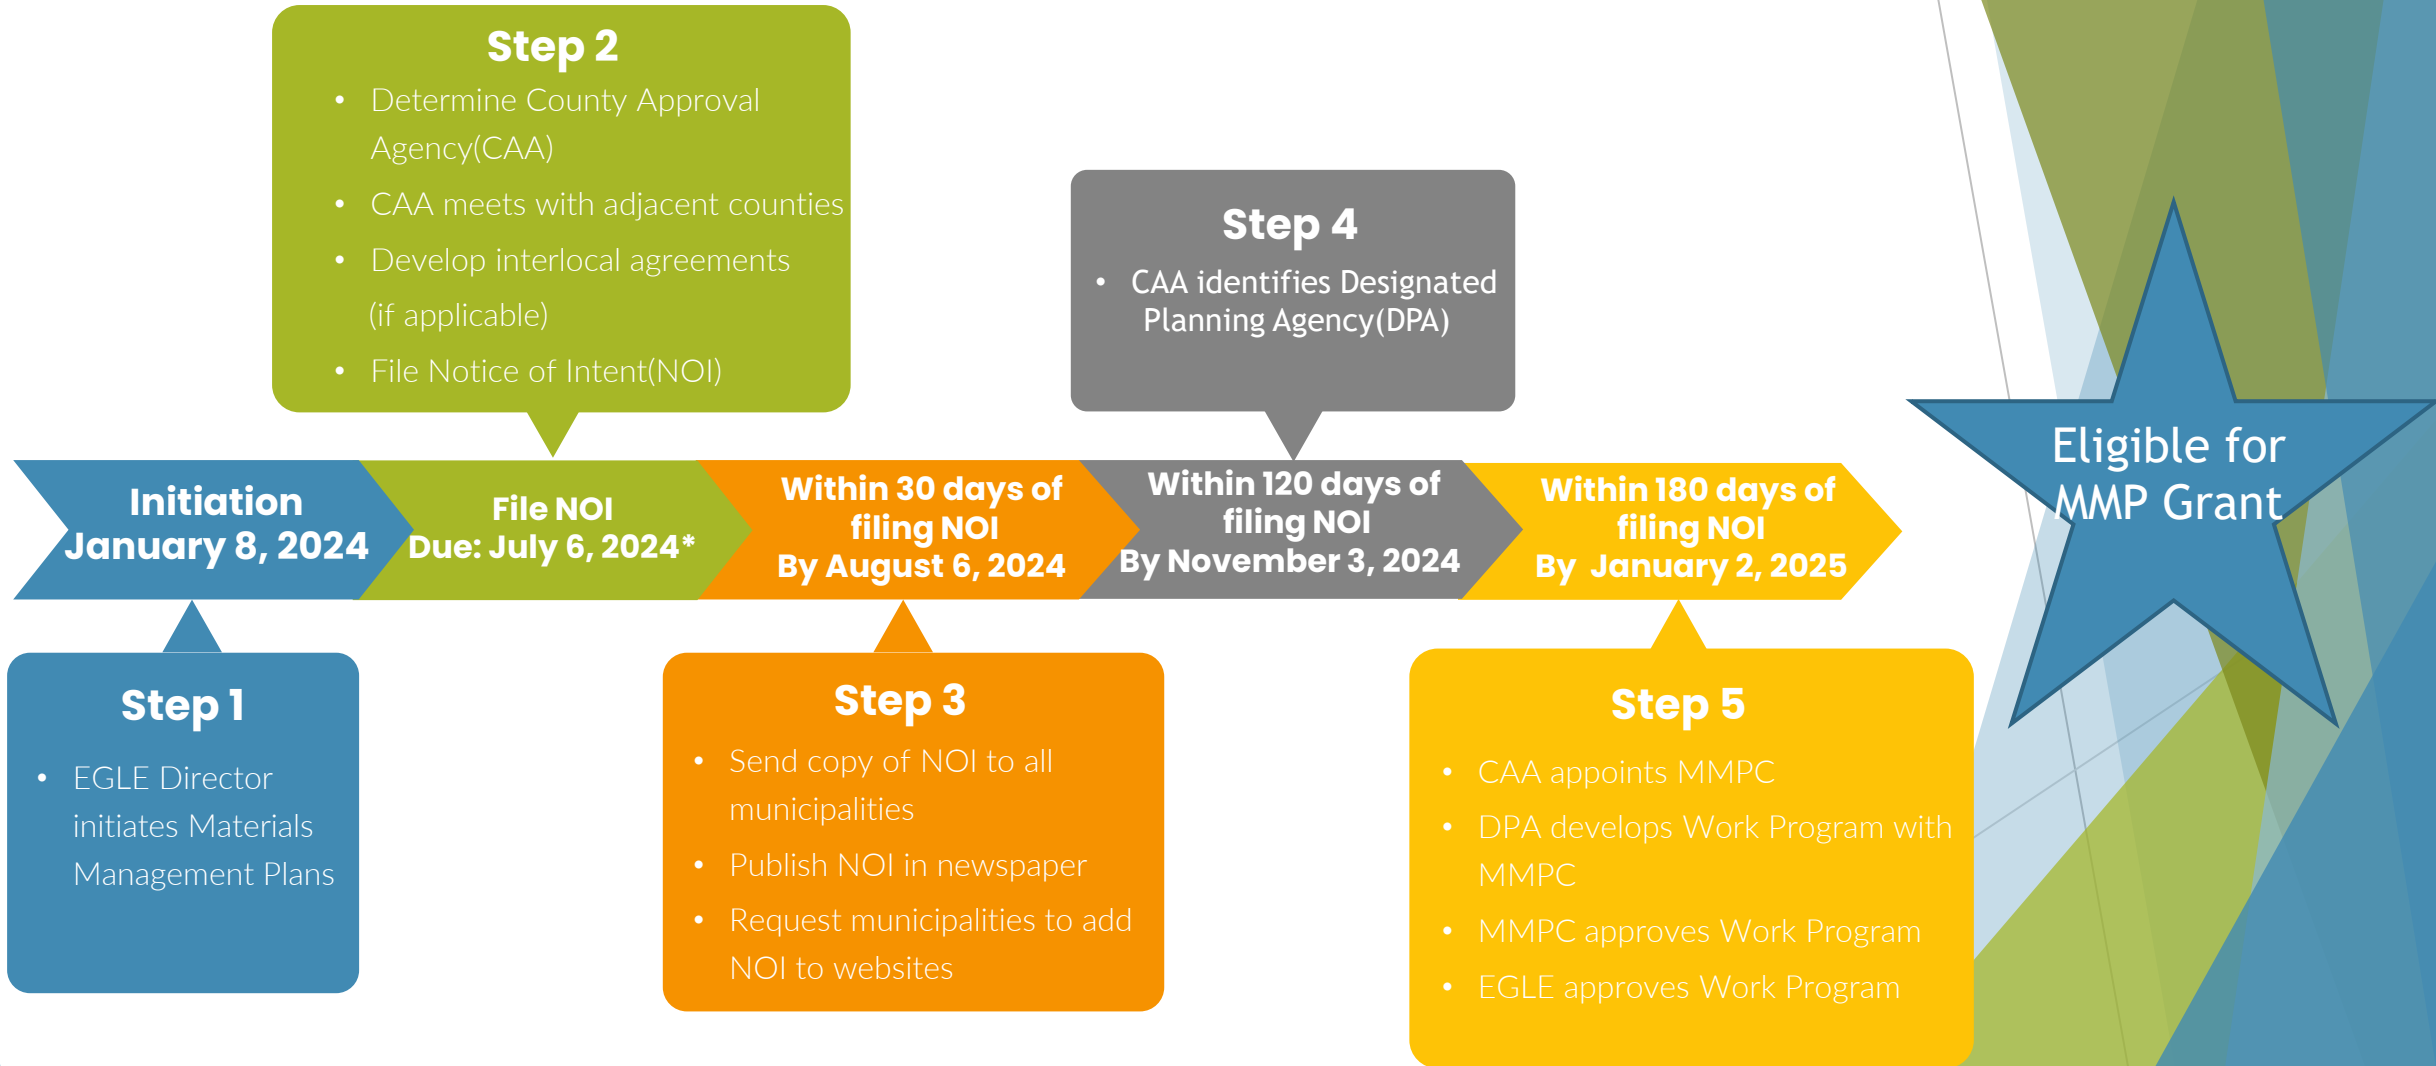 Step 2
• Determine County Approval
Agency(CAA)
• CAA meets with adjacent counties
• Develop interlocal agreements
(if applicable)
• File Notice of Intent(NOI)
Step 4
• CAA identifies Designated
Planning Agency(DPA)
Initiation
January 8, 2024
File NOI
Due: July 6, 2024*
Within 30 days of
filing NOI
By August 6, 2024
Within 120 days of
filing NOI
By November 3, 2024
Within 180 days of
filing NOI
By January 2, 2025
Eligible for
MMP Grant
Step 1
• EGLE Director
initiates Materials
Management Plans
Step 3
• Send copy of NOI to all
municipalities
• Publish NOI in newspaper
• Request municipalities to add
NOI to websites
Step 5
• CAA appoints MMPC
• DPA develops Work Program with
MMPC
• MMPC approves Work Program
• EGLE approves Work Program